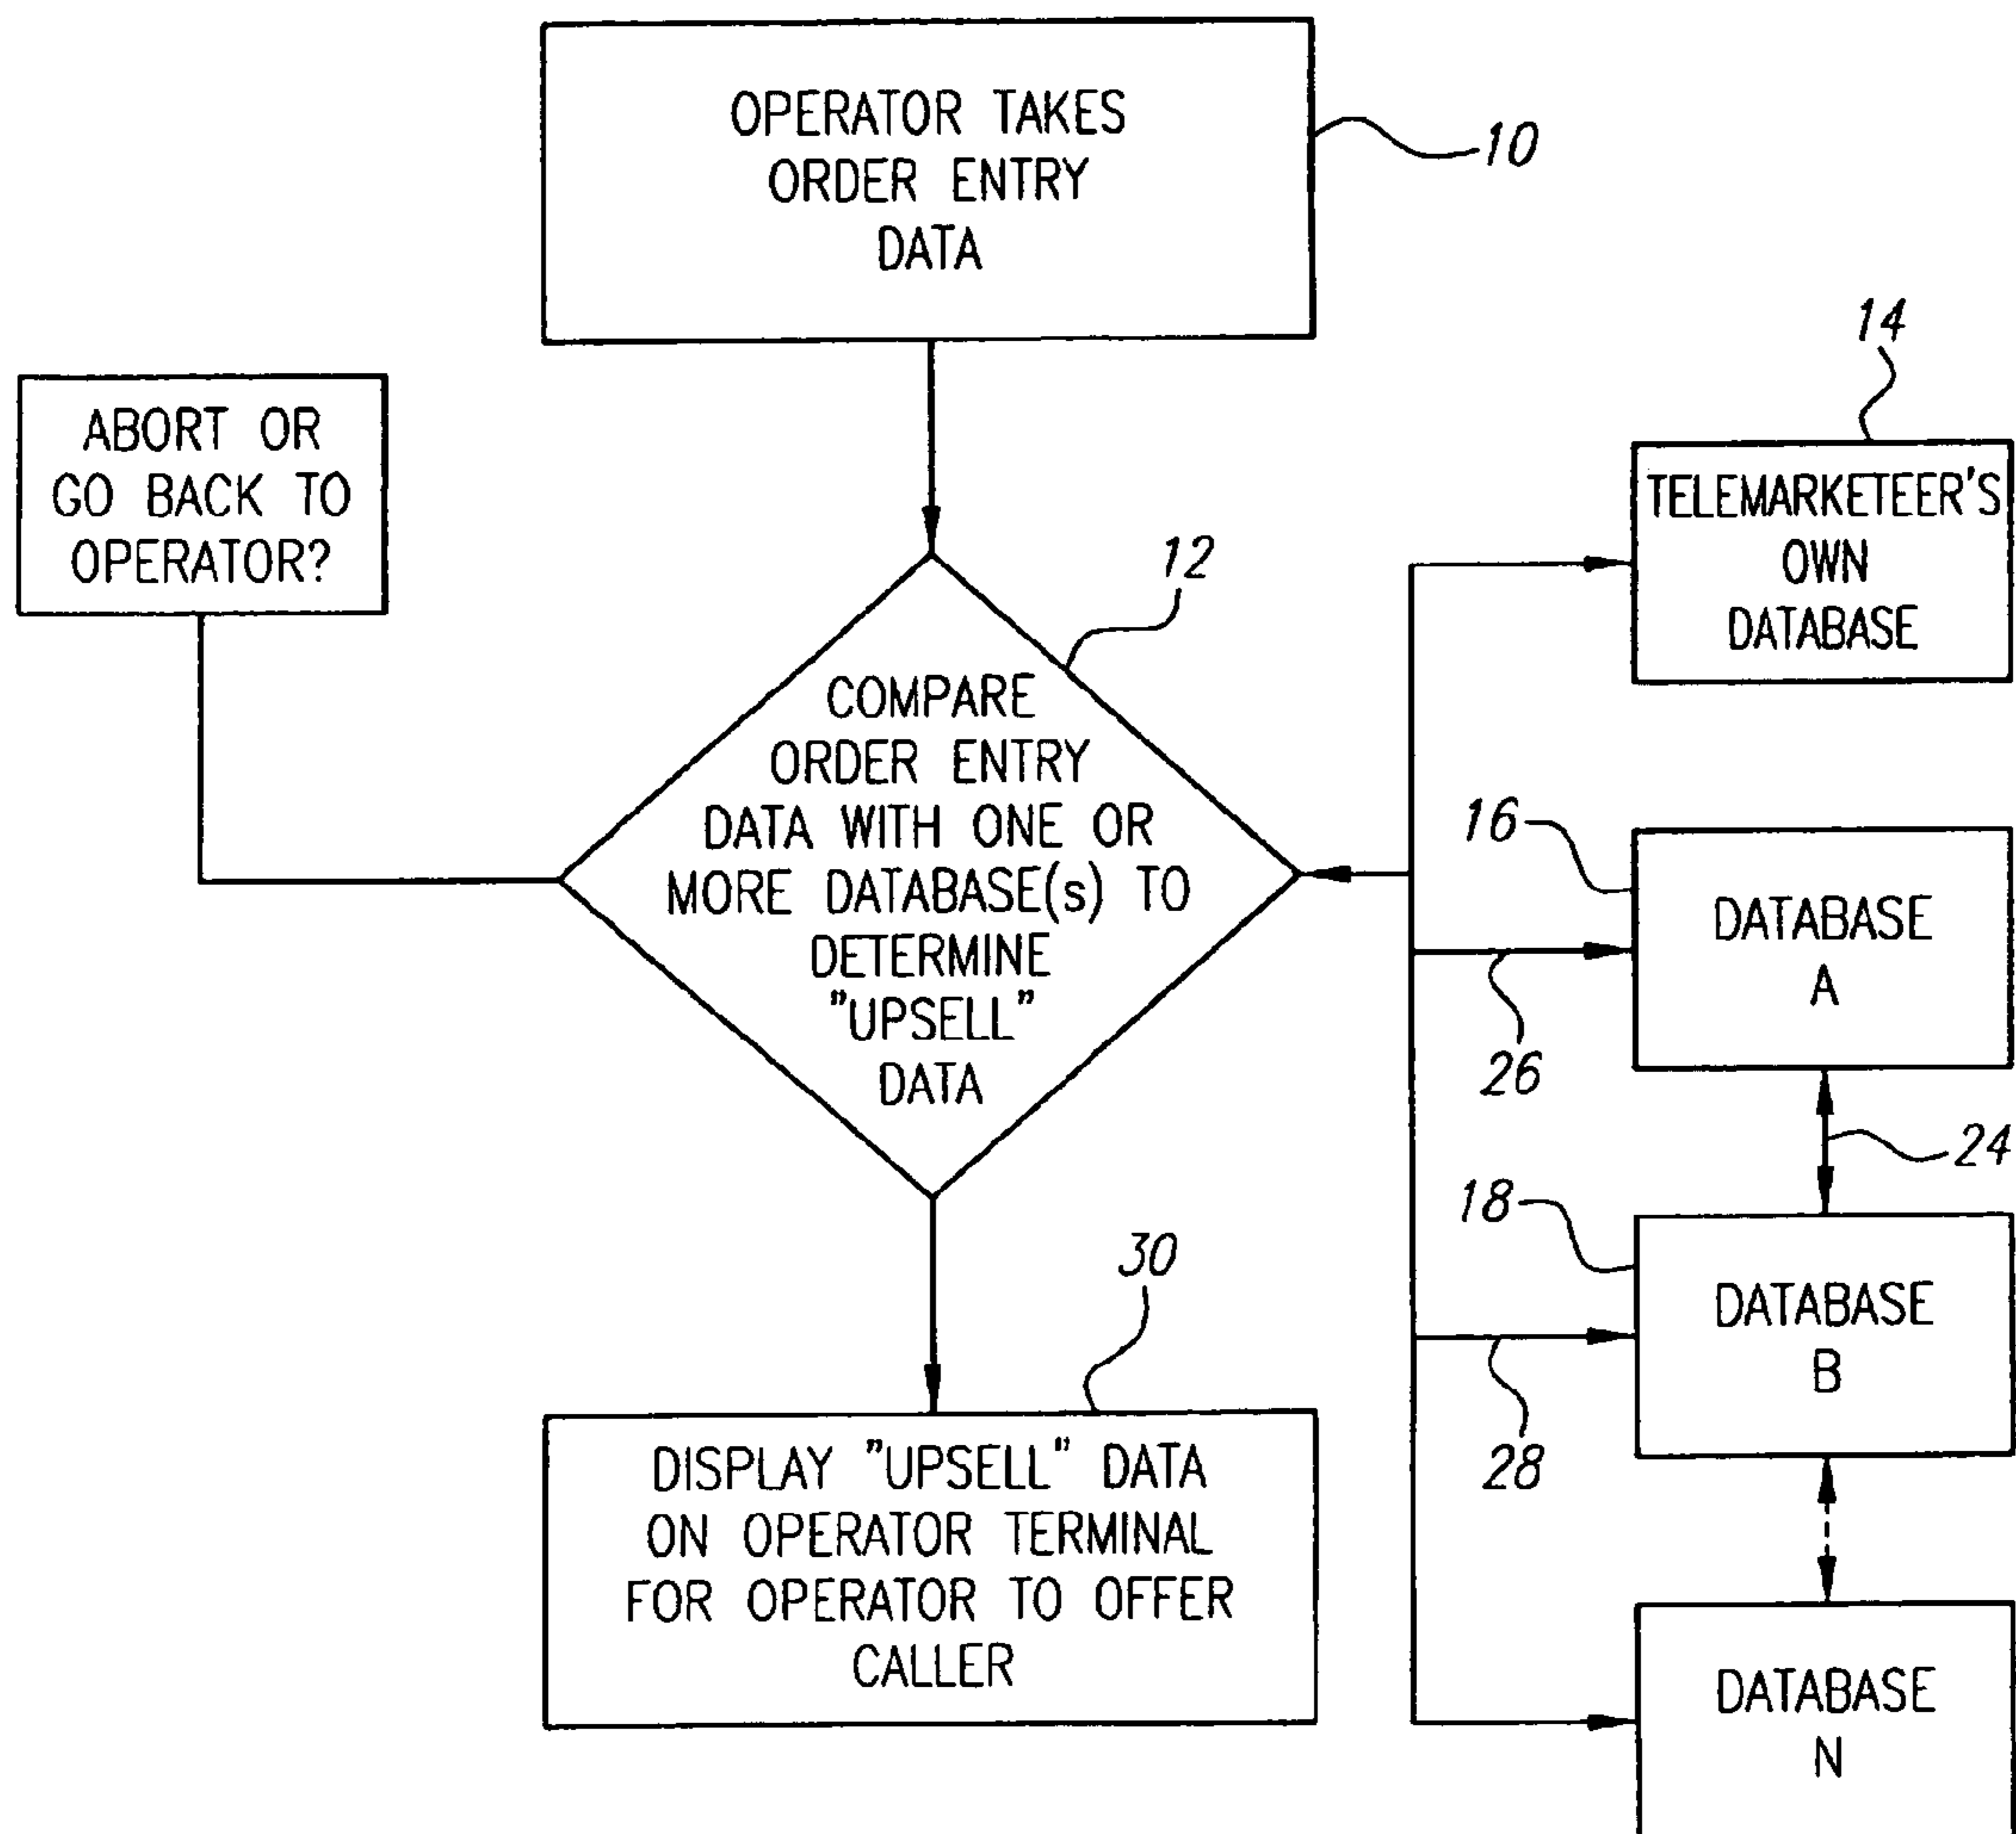 OPERATOR TAKES
ORDER ENTRY
DATA
10
ABORT OR
GO BACK TO
OPERATOR?
14
TELEMARKETEER'S
OWN
DATABASE
12
COMPARE
ORDER ENTRY
DATA WITH ONE OR
MORE DATABASE(s) TO
DETERMINE
"UPSELL"
DATA
16
DATABASE
A
26
24
18
DATABASE
B
28
30
DISPLAY "UPSELL" DATA
ON OPERATOR TERMINAL
FOR OPERATOR TO OFFER
CALLER
DATABASE
N